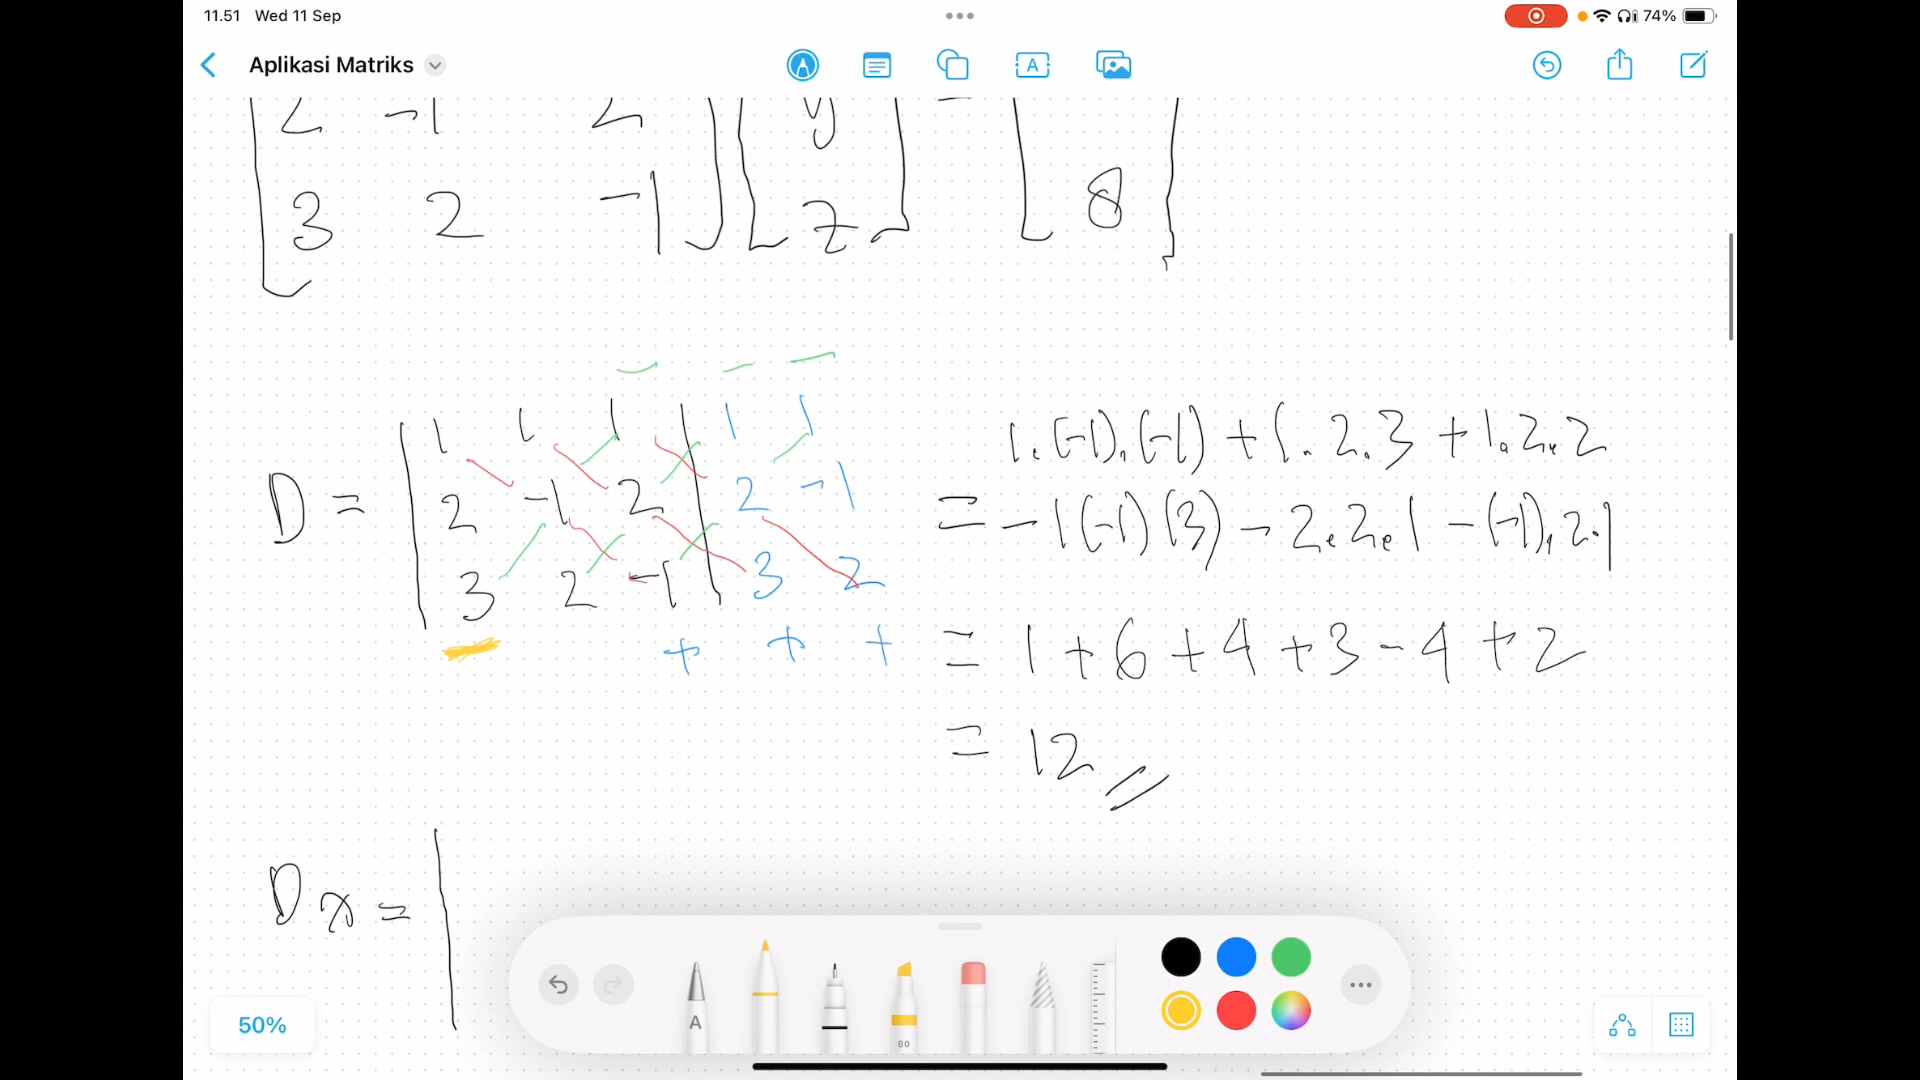 11.51 Wed 11 Sep
74%
Aplikasi Matriks
A
2 -1 2 y =
3 2 -1 z 8
D = | 1 1 1 | 1 1
2 -1 2 | 2 -1
3 2 -1 | 3 2
+ + +
1.(-1).(-1) + 1.2.3 + 1.2.2
= -1(-1)(3) - 2.2.1 - (-1).2.1
= 1 + 6 + 4 + 3 - 4 + 2
= 12
Dx = |
A
80
50%